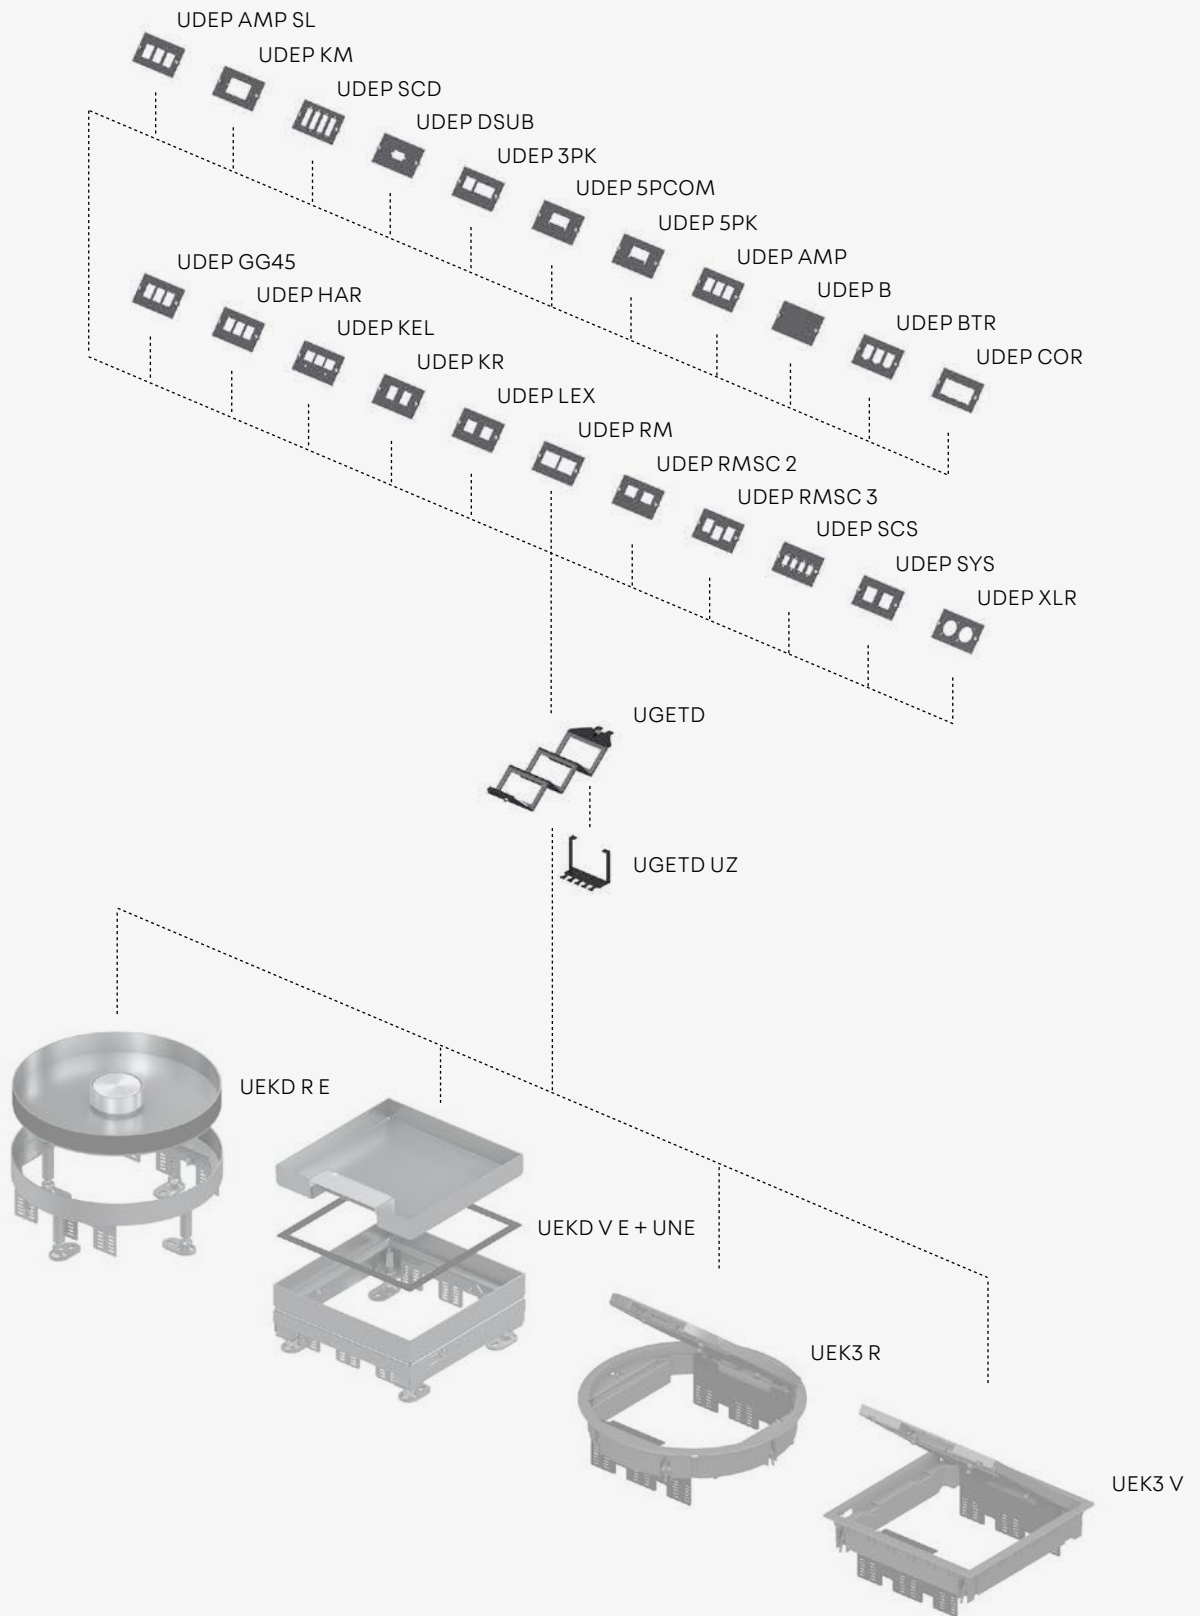 UDEP AMP SL
UDEP KM
UDEP SCD
UDEP DSUB
UDEP 3PK
UDEP 5PCOM
UDEP 5PK
UDEP AMP
UDEP B
UDEP BTR
UDEP COR
UDEP GG45
UDEP HAR
UDEP KEL
UDEP KR
UDEP LEX
UDEP RM
UDEP RMSC 2
UDEP RMSC 3
UDEP SCS
UDEP SYS
UDEP XLR
UGETD
UGETD UZ
UEKD R E
UEKD V E + UNE
UEK3 R
UEK3 V